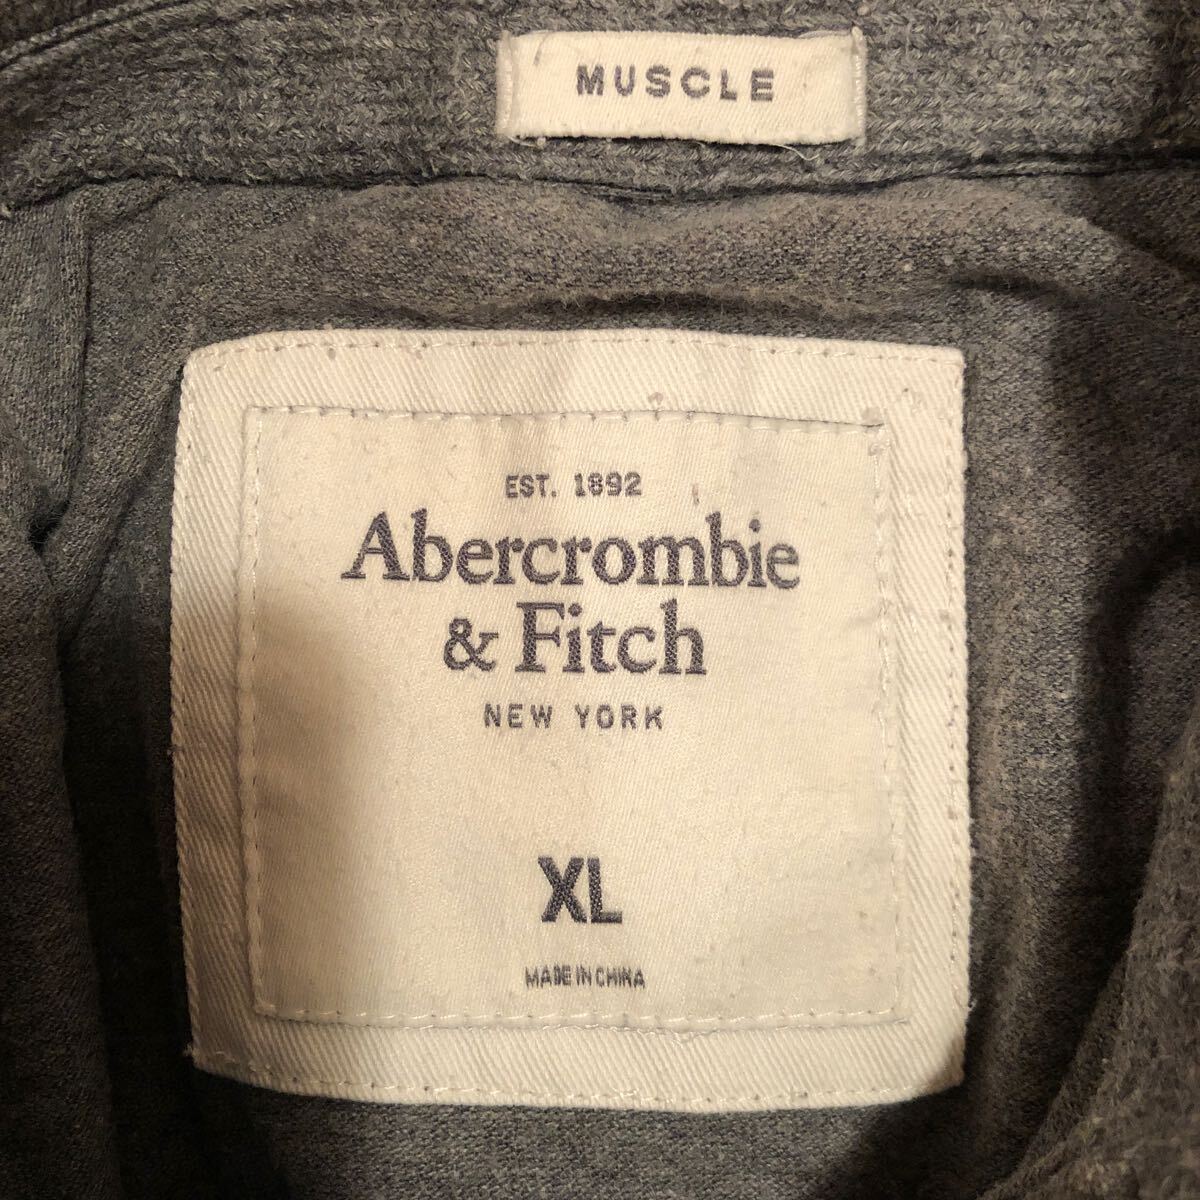 MUSCLE
EST. 1892
Abercrombie
& Fitch
NEW YORK
XL
MADE IN CHINA